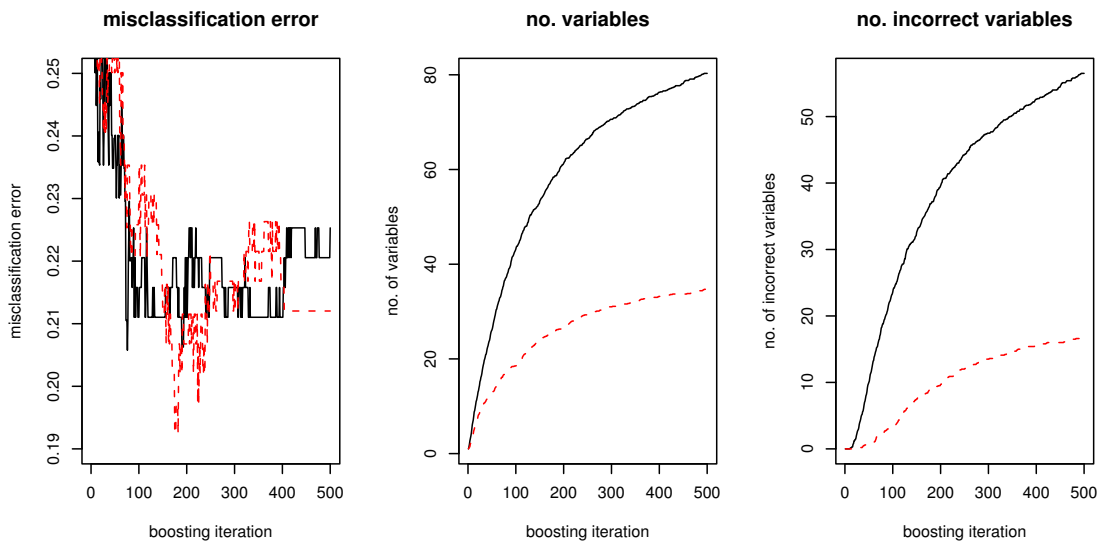 misclassification error
no. variables
no. incorrect variables
misclassification error
0.19
0.20
0.21
0.22
0.23
0.24
0.25
0 100 200 300 400 500
boosting iteration
no. of variables
0
20
40
60
80
0 100 200 300 400 500
boosting iteration
no. of incorrect variables
0
10
20
30
40
50
0 100 200 300 400 500
boosting iteration